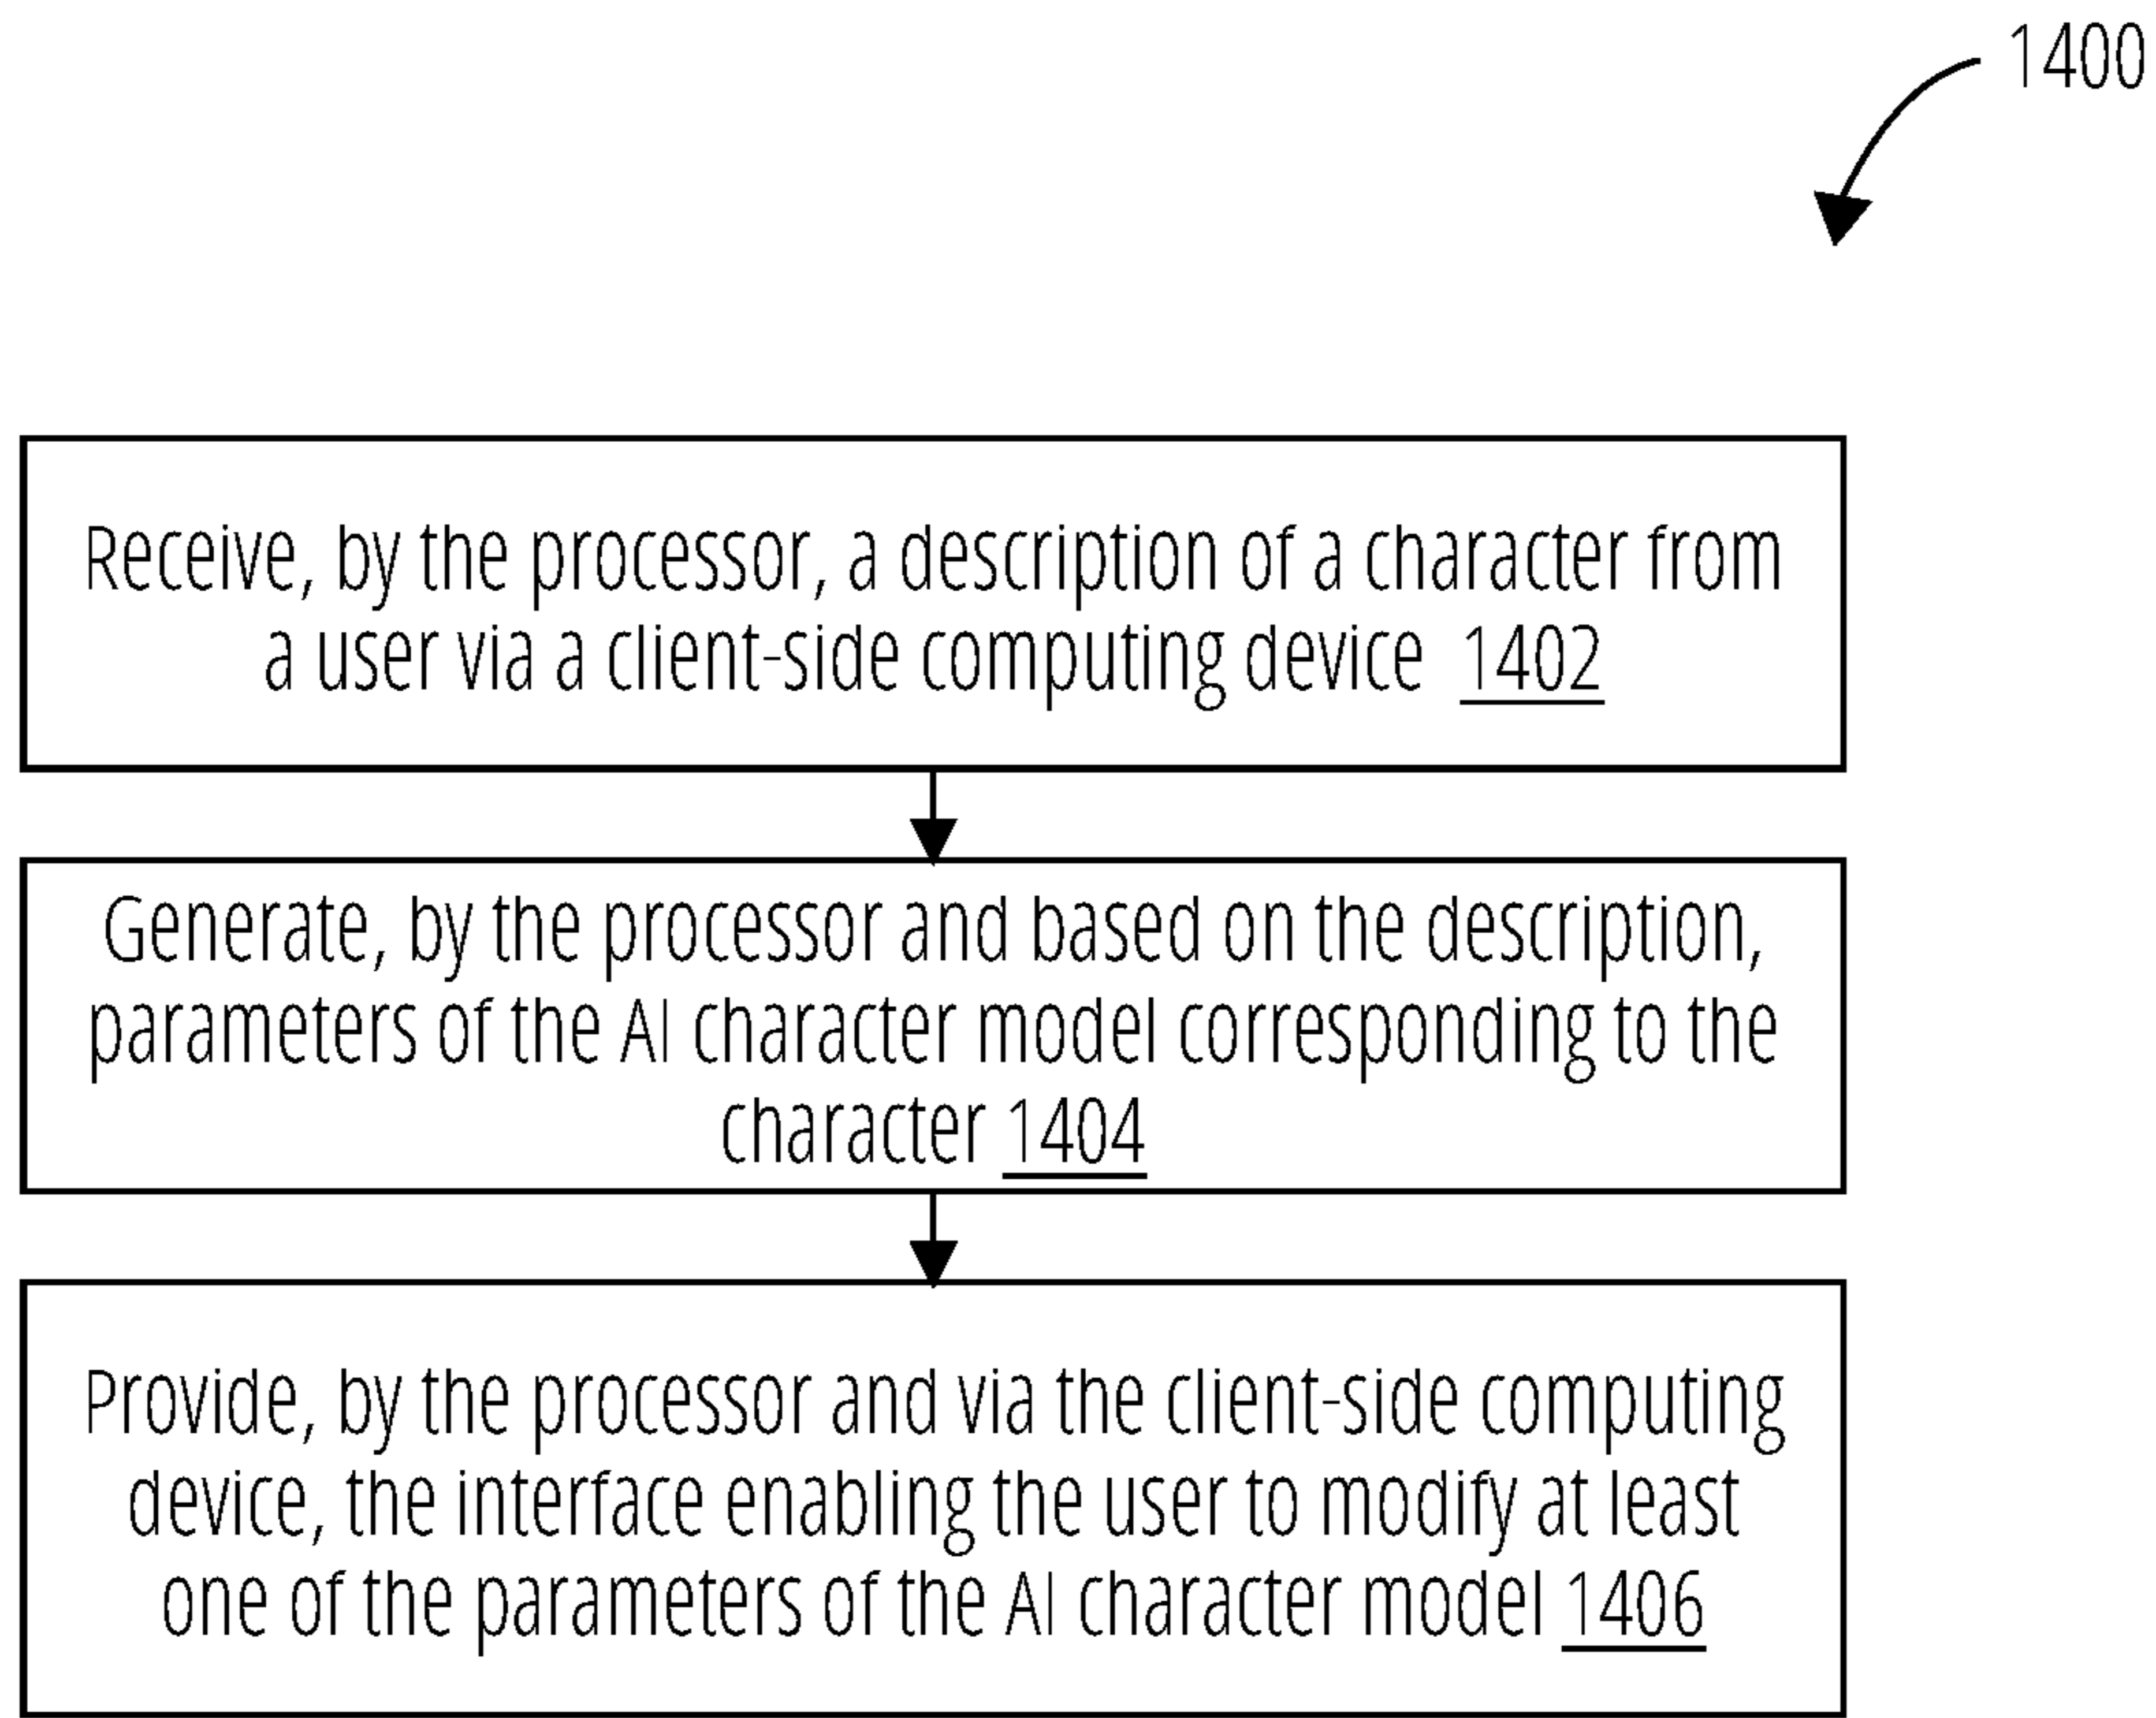 1400
Receive, by the processor, a description of a character from
a user via a client-side computing device 1402
Generate, by the processor and based on the description,
parameters of the AI character model corresponding to the
character 1404
Provide, by the processor and via the client-side computing
device, the interface enabling the user to modify at least
one of the parameters of the AI character model 1406